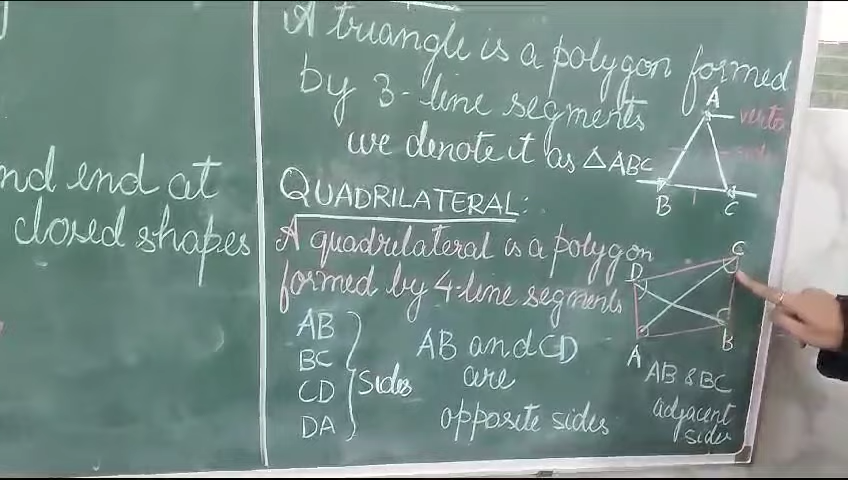 nd end at
closed shapes
A triangle is a polygon formed
by 3-line segments
we denote it as △ABC
A
B
C
QUADRILATERAL:
A quadrilateral is a polygon
formed by 4-line segments
D
C
A
B
AB
BC
CD
DA
Sides
AB and CD
are
opposite sides
AB & BC
adjacent
sides